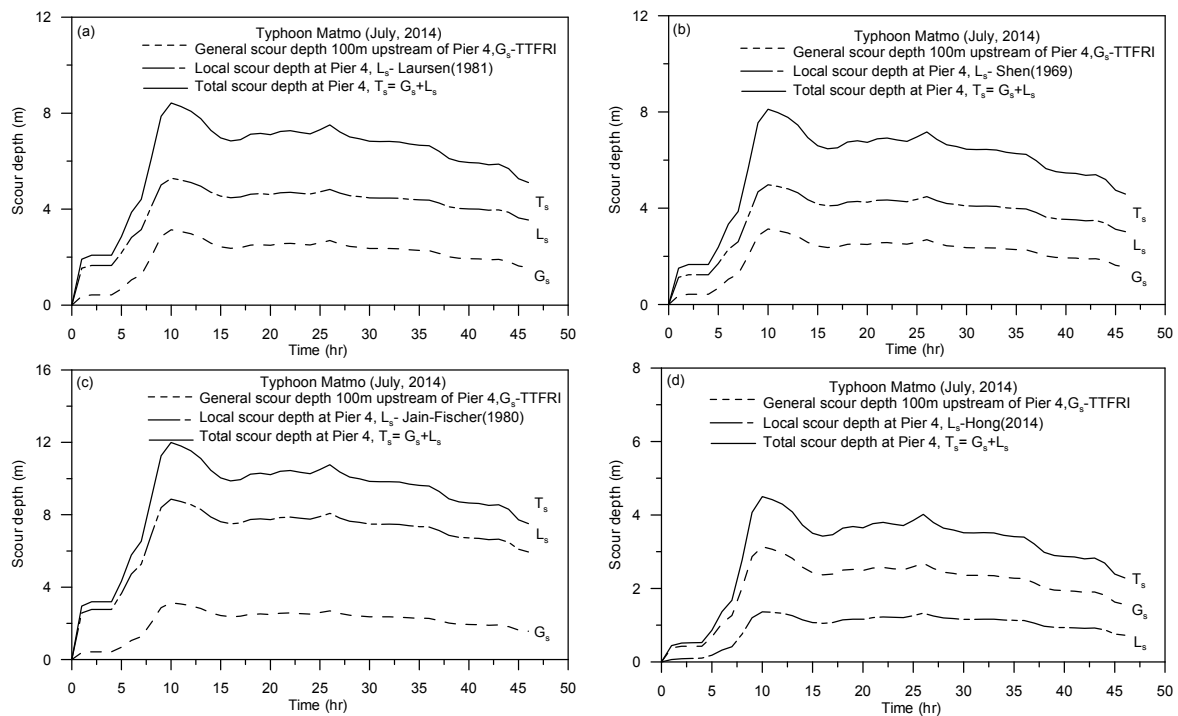 (a)
Typhoon Matmo (July, 2014)
General scour depth 100m upstream of Pier 4,Gs-TTFRI
Local scour depth at Pier 4, Ls- Laursen(1981)
Total scour depth at Pier 4, Ts= Gs+Ls
12
8
4
0
Scour depth (m)
Ts
Ls
Gs
0 5 10 15 20 25 30 35 40 45 50
Time (hr)
(b)
Typhoon Matmo (July, 2014)
General scour depth 100m upstream of Pier 4,Gs-TTFRI
Local scour depth at Pier 4, Ls- Shen(1969)
Total scour depth at Pier 4, Ts= Gs+Ls
12
8
4
0
Scour depth (m)
Ts
Ls
Gs
0 5 10 15 20 25 30 35 40 45 50
Time (hr)
(c)
Typhoon Matmo (July, 2014)
General scour depth 100m upstream of Pier 4,Gs-TTFRI
Local scour depth at Pier 4, Ls- Jain-Fischer(1980)
Total scour depth at Pier 4, Ts= Gs+Ls
16
12
8
4
0
Scour depth (m)
Ts
Ls
Gs
0 5 10 15 20 25 30 35 40 45 50
Time (hr)
(d)
Typhoon Matmo (July, 2014)
General scour depth 100m upstream of Pier 4,Gs-TTFRI
Local scour depth at Pier 4, Ls-Hong(2014)
Total scour depth at Pier 4, Ts= Gs+Ls
8
6
4
2
0
Scour depth (m)
Ts
Gs
Ls
0 5 10 15 20 25 30 35 40 45 50
Time (hr)